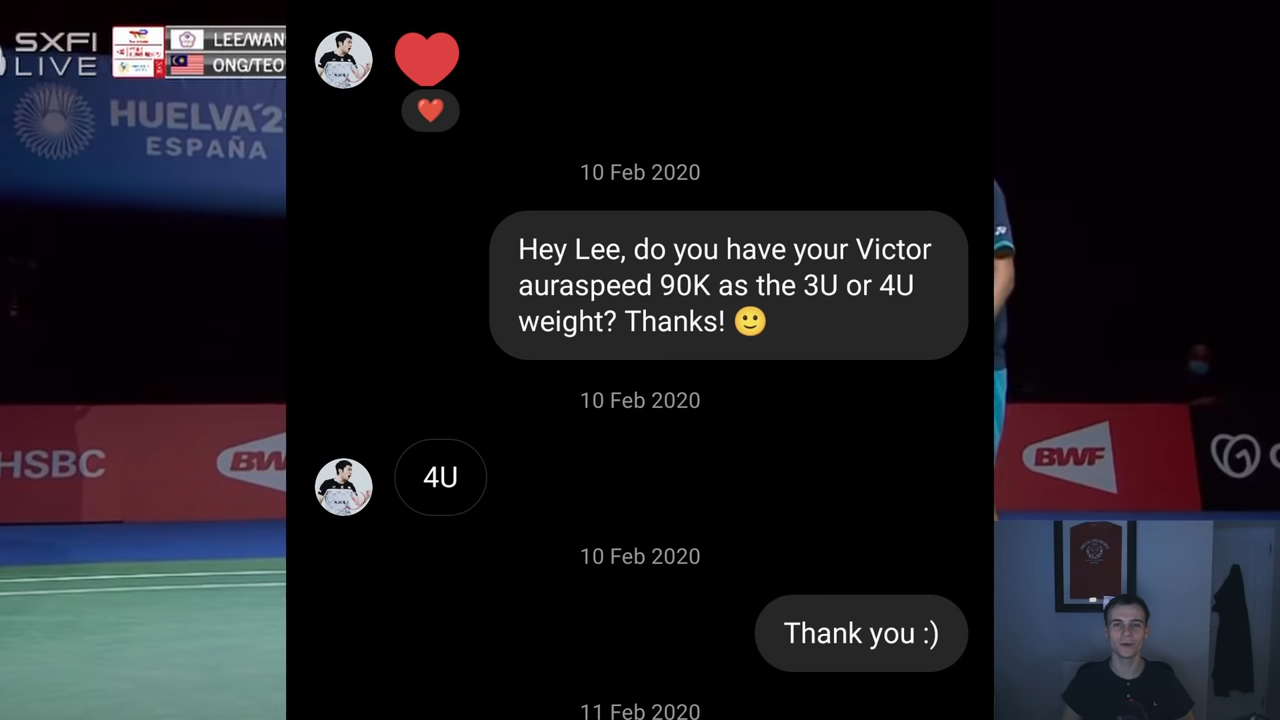 SXFI
LIVE
LEE/WAN
ONG/TEO
HUELVA'2
ESPAÑA
HSBC
BW
10 Feb 2020
Hey Lee, do you have your Victor
auraspeed 90K as the 3U or 4U
weight? Thanks! 🙂
10 Feb 2020
4U
10 Feb 2020
Thank you :)
11 Feb 2020
BWF